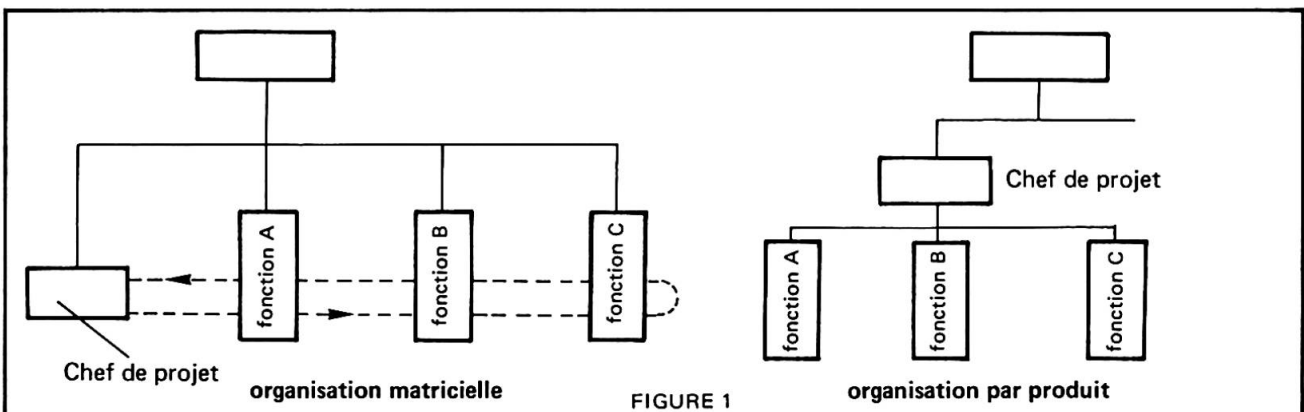 fonction A
fonction B
fonction C
Chef de projet
organisation matricielle
Chef de projet
fonction A
fonction B
fonction C
organisation par produit
FIGURE 1